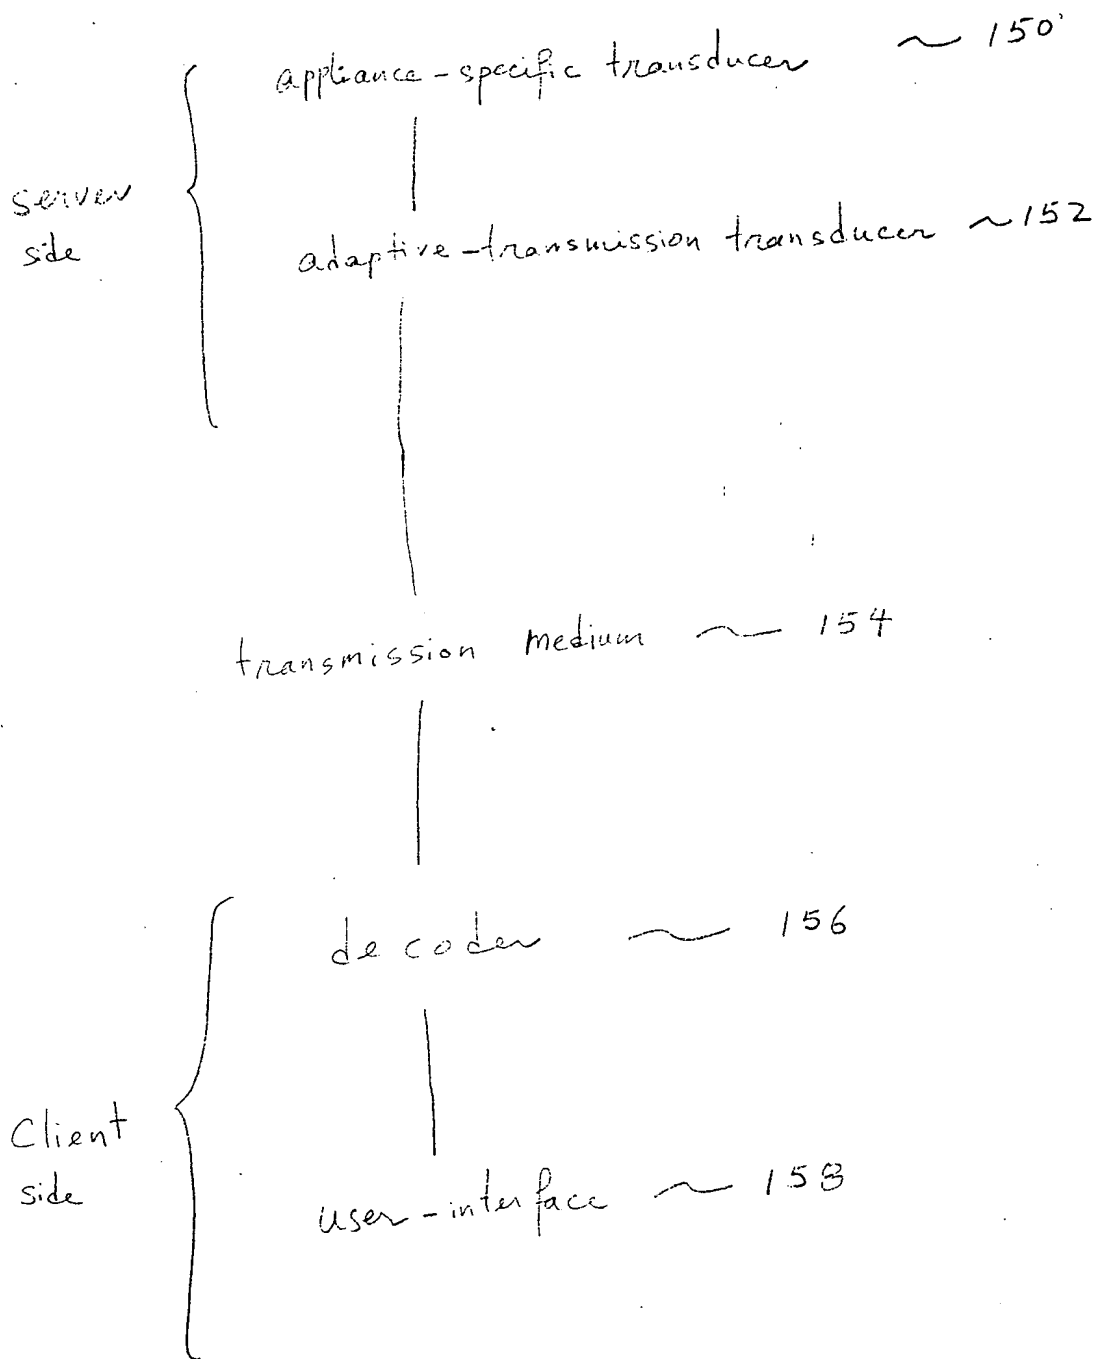 appliance-specific transducer ~ 150
server
side
adaptive-transmission transducer ~152
transmission medium ~ 154
decoder ~ 156
Client
side
user-interface ~ 158